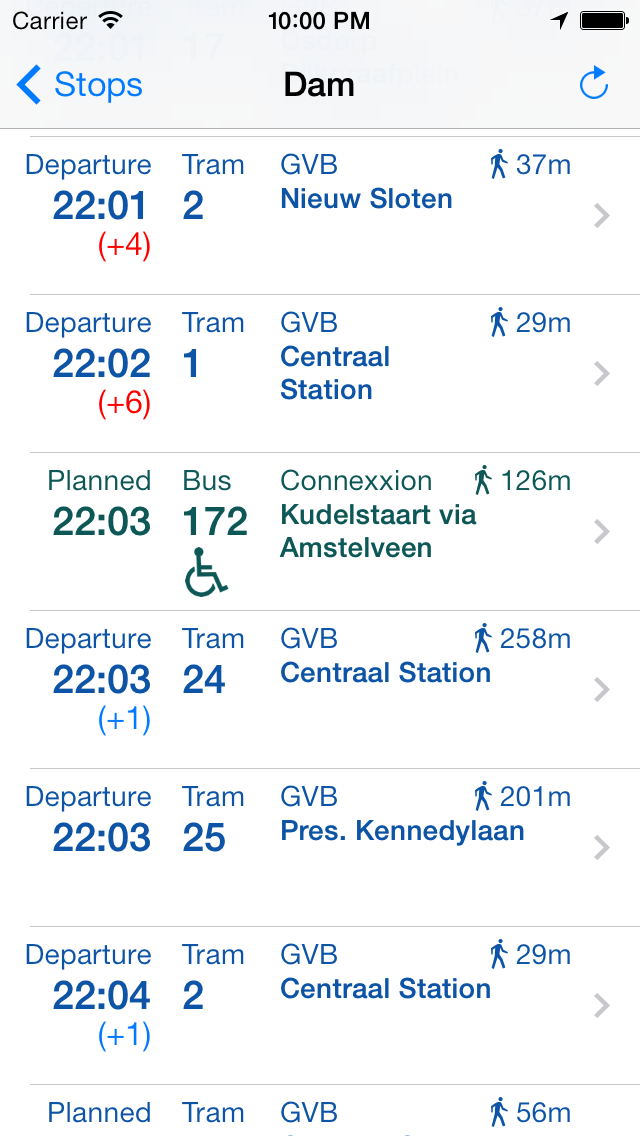 Carrier 10:00 PM
Stops Dam
Departure Tram GVB 37m
22:01 2 Nieuw Sloten
(+4)
Departure Tram GVB 29m
22:02 1 Centraal
Station
(+6)
Planned Bus Connexxion 126m
22:03 172 Kudelstaart via
Amstelveen
Departure Tram GVB 258m
22:03 24 Centraal Station
(+1)
Departure Tram GVB 201m
22:03 25 Pres. Kennedylaan
Departure Tram GVB 29m
22:04 2 Centraal Station
(+1)
Planned Tram GVB 56m